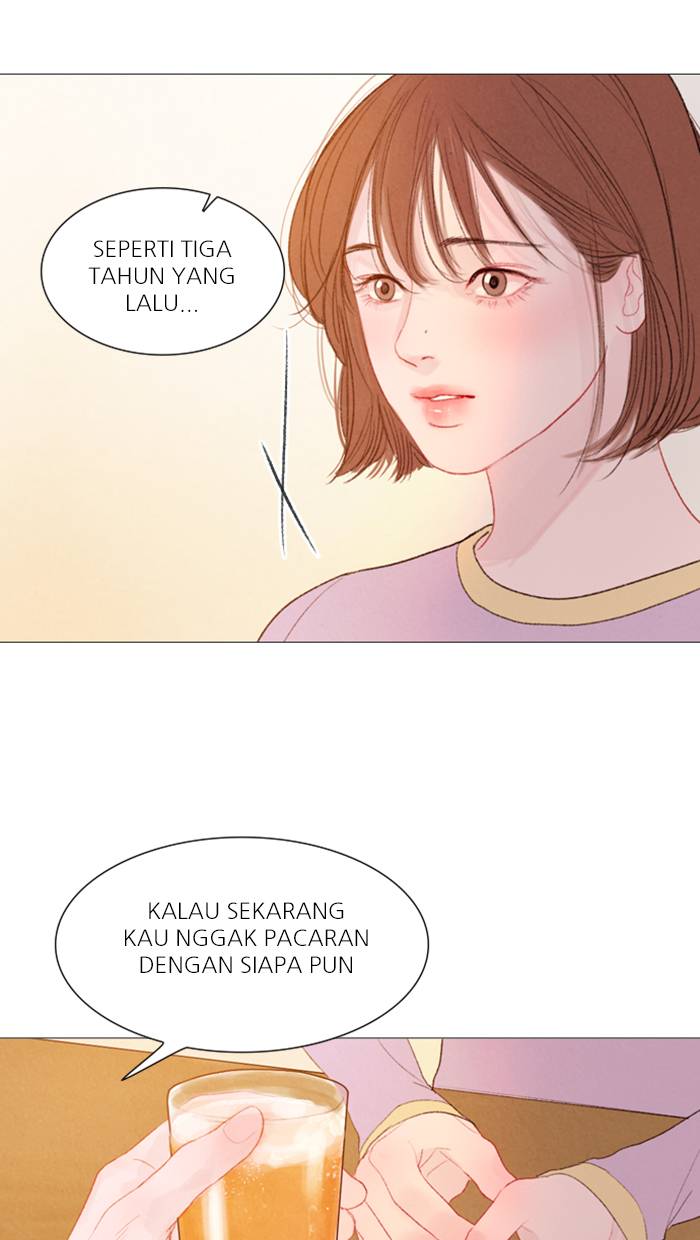 SEPERTI TIGA
TAHUN YANG
LALU...
KALAU SEKARANG
KAU NGGAK PACARAN
DENGAN SIAPA PUN